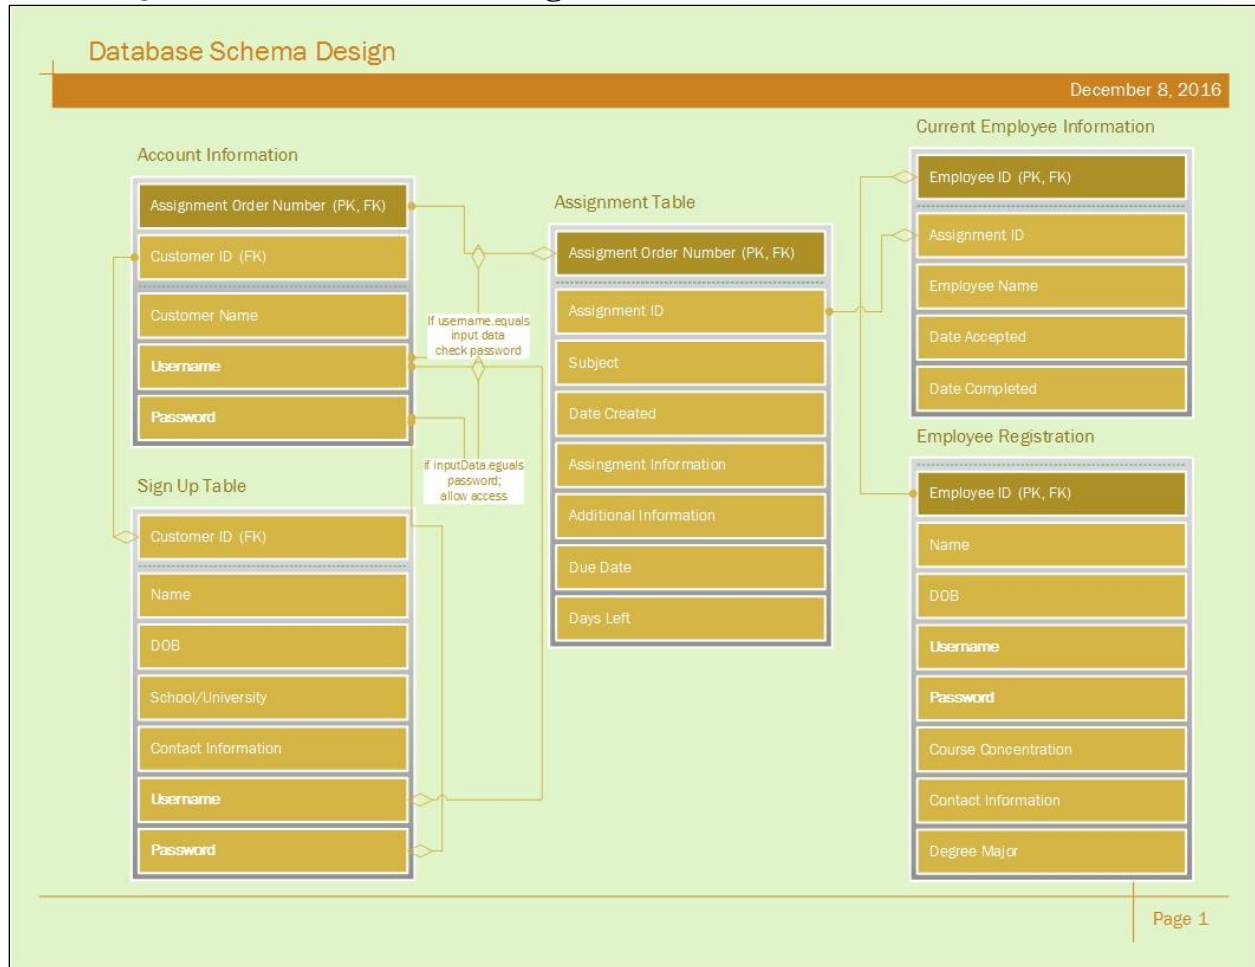 Database Schema Design
December 8, 2016
Account Information
Assignment Order Number (PK, FK)
Customer ID (FK)
Customer Name
Username
Password
If username.equals
input data
check password
if inputData.equals
password;
allow access
Sign Up Table
Customer ID (FK)
Name
DOB
School/University
Contact Information
Username
Password
Assignment Table
Assigment Order Number (PK, FK)
Assignment ID
Subject
Date Created
Assingment Information
Additional Information
Due Date
Days Left
Current Employee Information
Employee ID (PK, FK)
Assignment ID
Employee Name
Date Accepted
Date Completed
Employee Registration
Employee ID (PK, FK)
Name
DOB
Username
Password
Course Concentration
Contact Information
Degree Major
Page 1